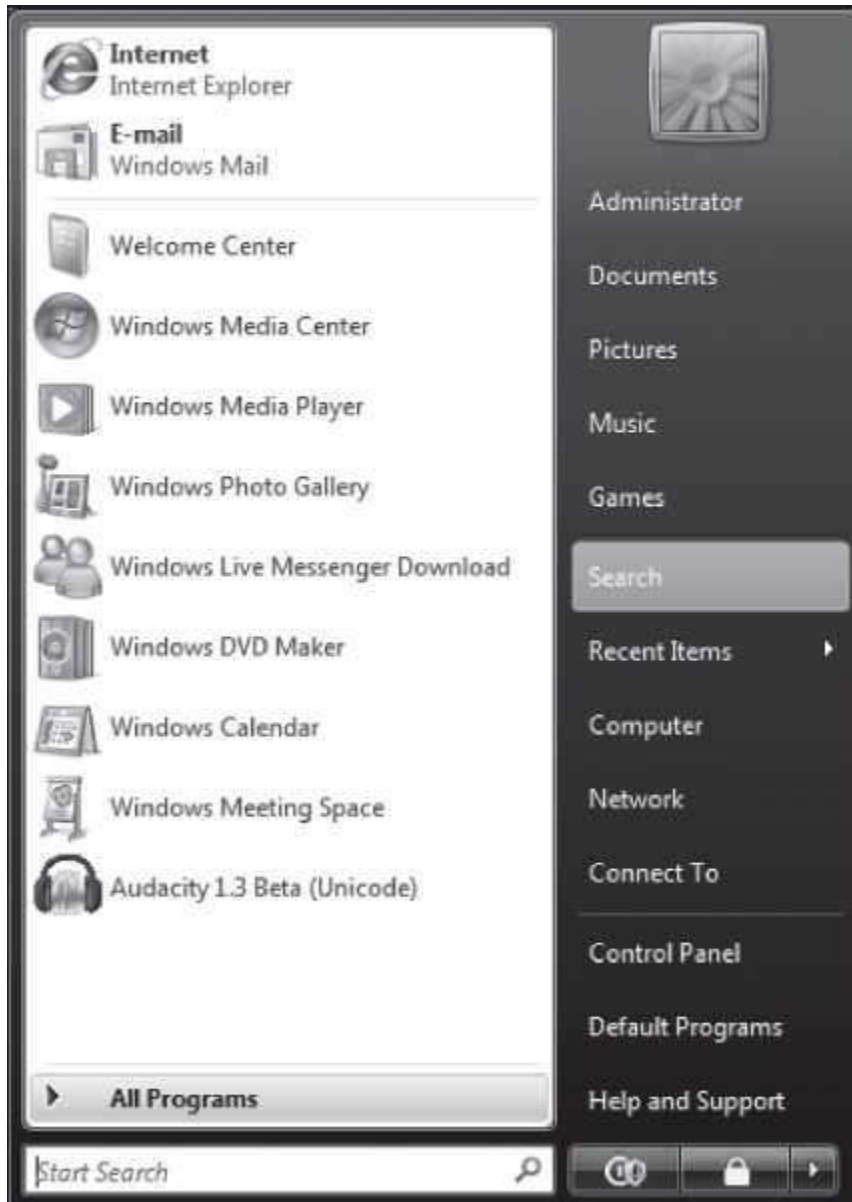 Internet
Internet Explorer
E-mail
Windows Mail
Welcome Center
Windows Media Center
Windows Media Player
Windows Photo Gallery
Windows Live Messenger Download
Windows DVD Maker
Windows Calendar
Windows Meeting Space
Audacity 1.3 Beta (Unicode)
All Programs
Start Search
Administrator
Documents
Pictures
Music
Games
Search
Recent Items
Computer
Network
Connect To
Control Panel
Default Programs
Help and Support